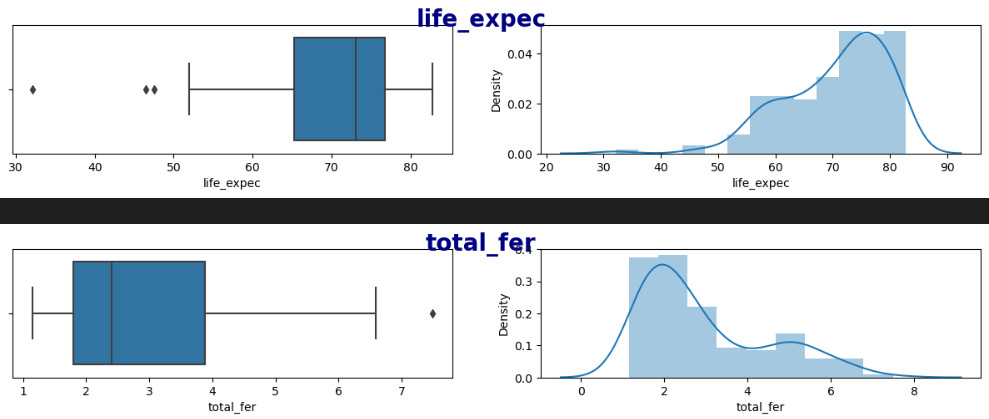 life_expec
30 40 50 60 70 80
life_expec
Density
0.04
0.02
0.00
20 30 40 50 60 70 80 90
life_expec
total_fer
1 2 3 4 5 6 7
total_fer
Density
0.4
0.3
0.2
0.1
0.0
0 2 4 6 8
total_fer